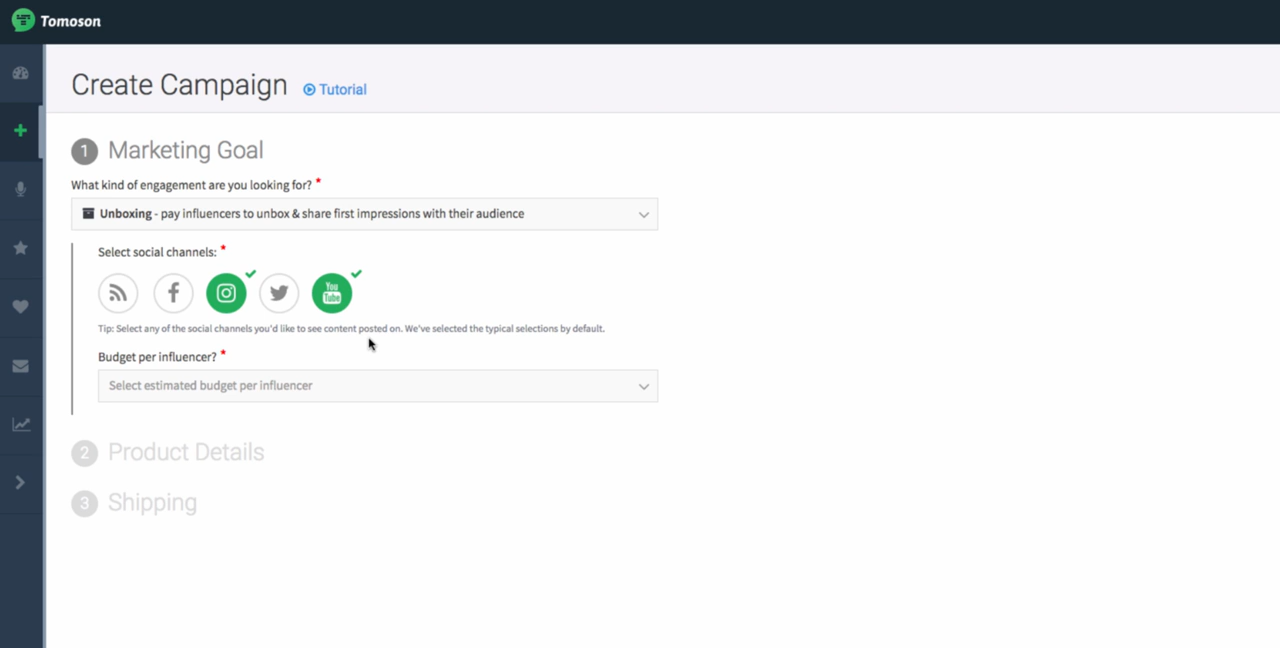 Tomoson
Create Campaign
Tutorial
1 Marketing Goal
What kind of engagement are you looking for? *
Unboxing - pay influencers to unbox & share first impressions with their audience
Select social channels: *
You
Tube
Tip: Select any of the social channels you'd like to see content posted on. We've selected the typical selections by default.
Budget per influencer? *
Select estimated budget per influencer
2 Product Details
3 Shipping